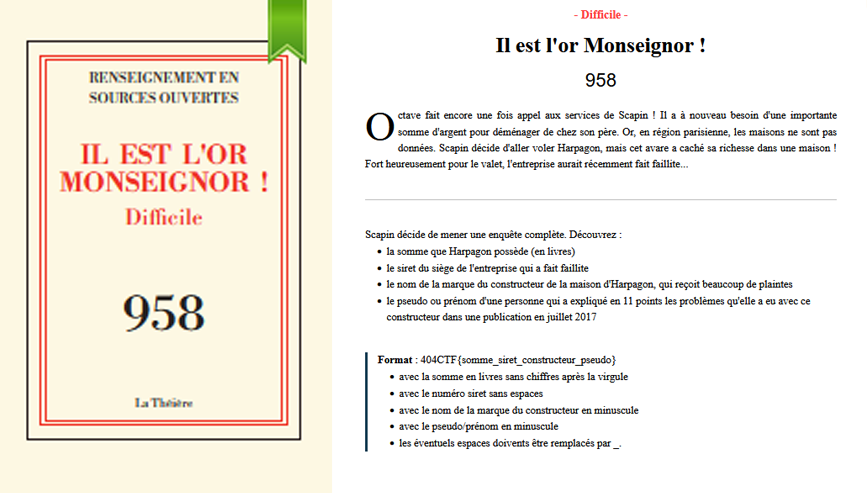 RENSEIGNEMENT EN
SOURCES OUVERTES
IL EST L'OR
MONSEIGNOR !
Difficile
958
La Théière
- Difficile -
Il est l'or Monseignor !
958
Octave fait encore une fois appel aux services de Scapin ! Il a à nouveau besoin d'une importante
somme d'argent pour déménager de chez son père. Or, en région parisienne, les maisons ne sont pas
données. Scapin décide d'aller voler Harpagon, mais cet avare a caché sa richesse dans une maison !
Fort heureusement pour le valet, l'entreprise aurait récemment fait faillite...
Scapin décide de mener une enquête complète. Découvrez :
• la somme que Harpagon possède (en livres)
• le siret du siège de l'entreprise qui a fait faillite
• le nom de la marque du constructeur de la maison d'Harpagon, qui reçoit beaucoup de plaintes
• le pseudo ou prénom d'une personne qui a expliqué en 11 points les problèmes qu'elle a eu avec ce
constructeur dans une publication en juillet 2017
Format : 404CTF{somme_siret_constructeur_pseudo}
• avec la somme en livres sans chiffres après la virgule
• avec le numéro siret sans espaces
• avec le nom de la marque du constructeur en minuscule
• avec le pseudo/prénom en minuscule
• les éventuels espaces doivents être remplacés par _.